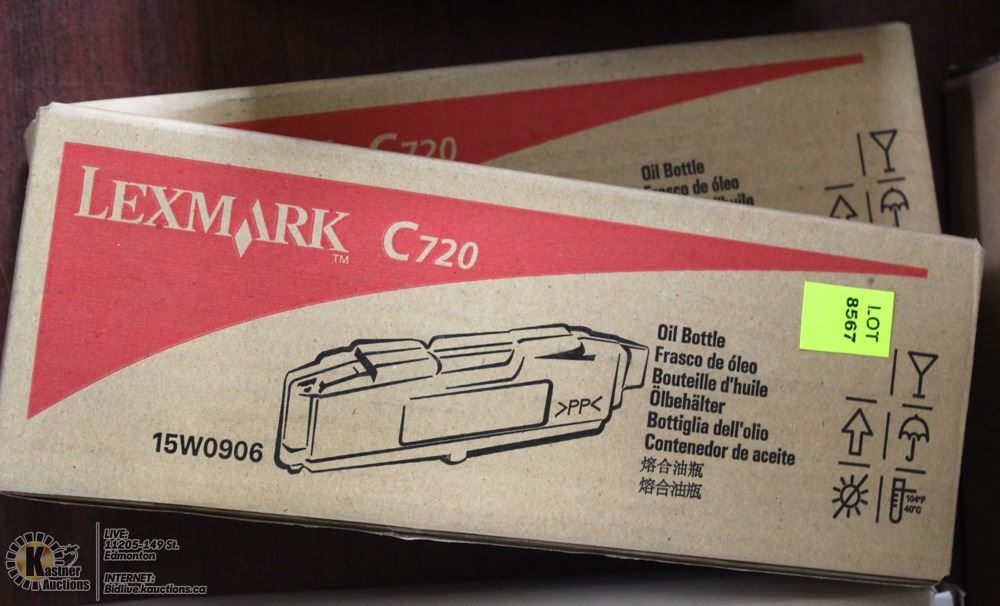 C720
Oil Bottle
Frasco de óleo
d'huile
LEXMARK C720
TM
LOT
8567
Oil Bottle
Frasco de óleo
Bouteille d'huile
Ölbehälter
Bottiglia dell'olio
Contenedor de aceite
熔合油瓶
熔合油瓶
>PP<
15W0906
104°F
40°C
Kastner
Auctions
LIVE:
11205-149 St.
Edmonton
INTERNET:
Bidlive.kauctions.ca